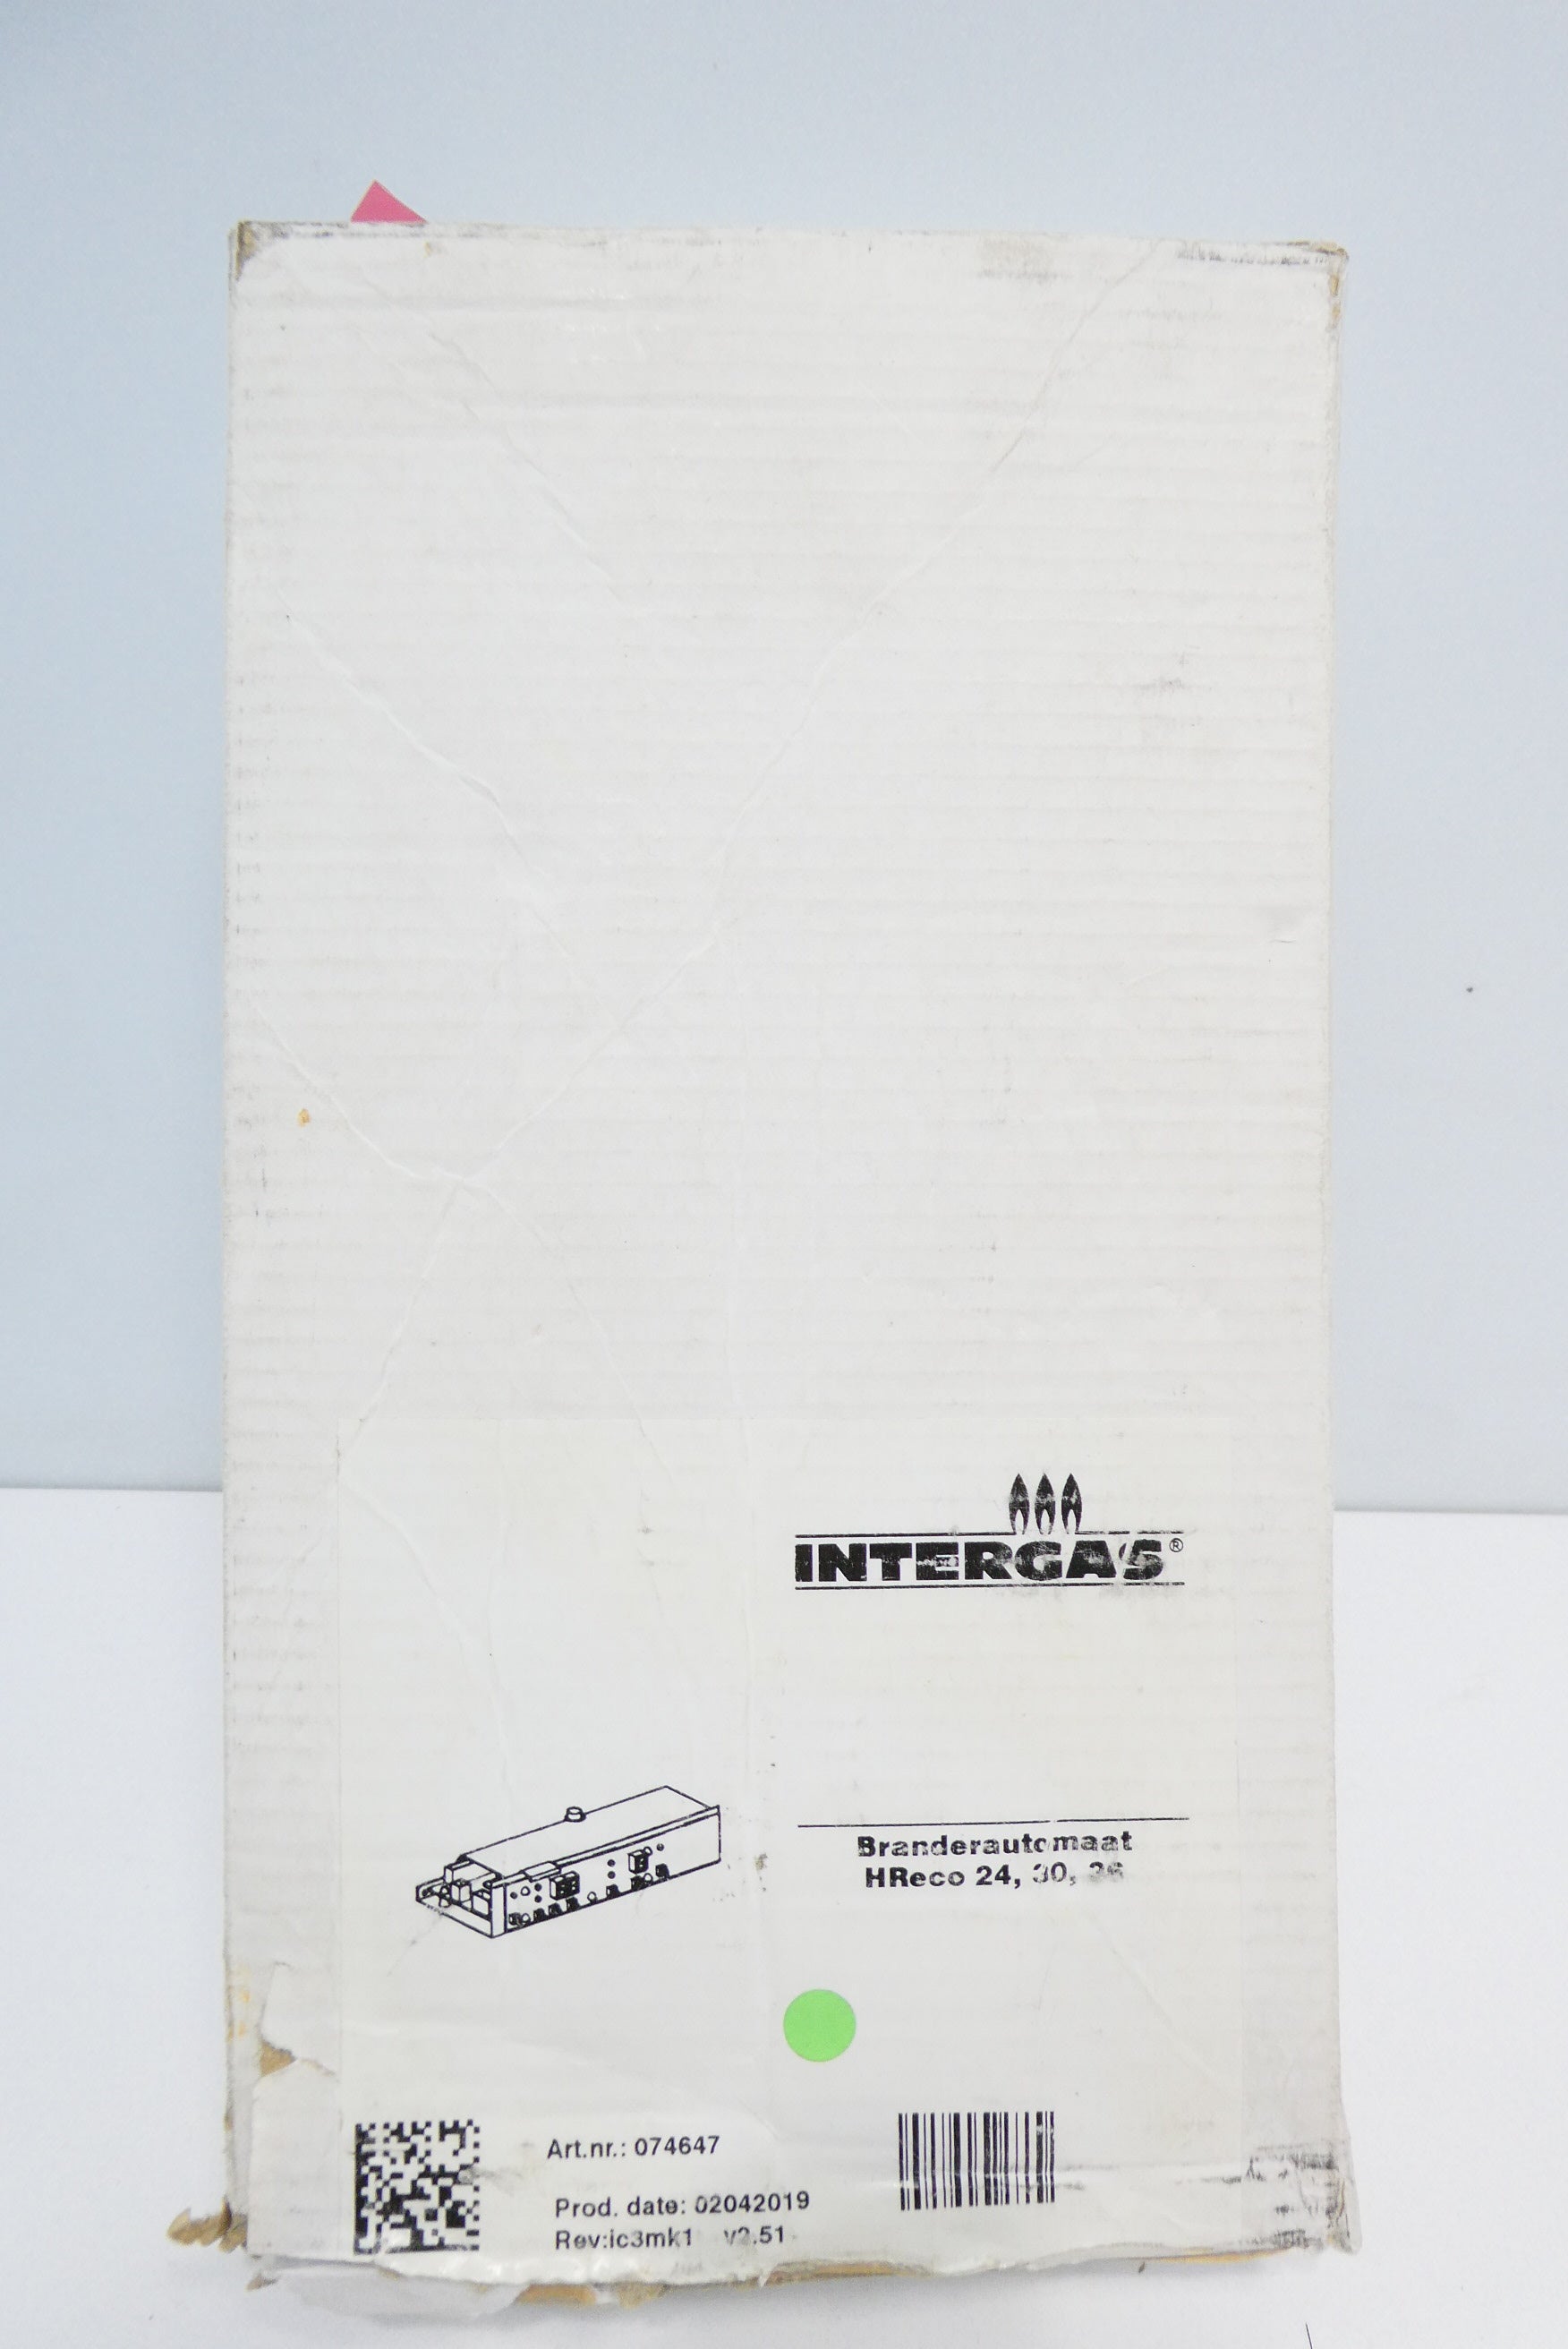 INTERGAS®
Branderautomaat
HReco 24, 30, 36
Art.nr.: 074647
Prod. date: 02042019
Rev:ic3mk1 v2.51